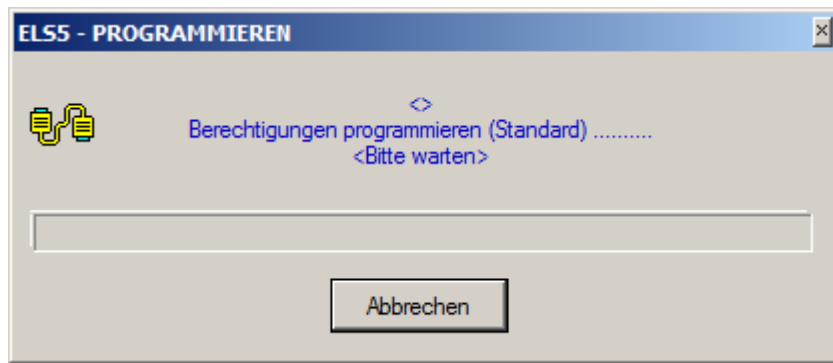 ELS5 - PROGRAMMIEREN
<>
Berechtigungen programmieren (Standard) ..........
<Bitte warten>
Abbrechen